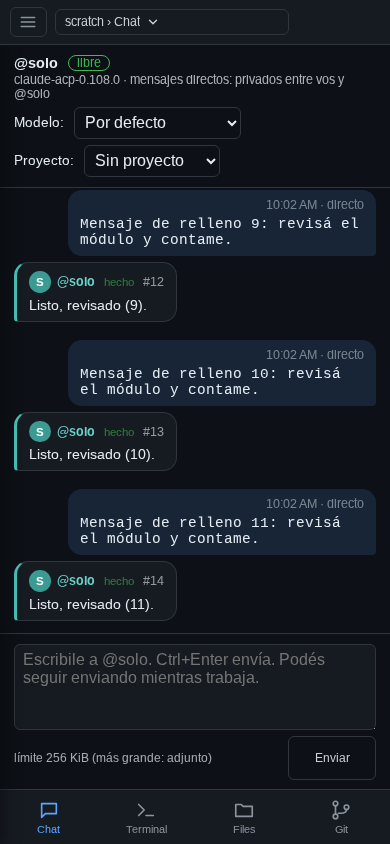 scratch › Chat
@solo libre
claude-acp-0.108.0 · mensajes directos: privados entre vos y
@solo
Modelo: Por defecto
Proyecto: Sin proyecto
10:02 AM · directo
Mensaje de relleno 9: revisá el
módulo y contame.
S @solo hecho #12
Listo, revisado (9).
10:02 AM · directo
Mensaje de relleno 10: revisá
el módulo y contame.
S @solo hecho #13
Listo, revisado (10).
10:02 AM · directo
Mensaje de relleno 11: revisá
el módulo y contame.
S @solo hecho #14
Listo, revisado (11).
Escribile a @solo. Ctrl+Enter envía. Podés
seguir enviando mientras trabaja.
límite 256 KiB (más grande: adjunto)
Enviar
Chat Terminal Files Git